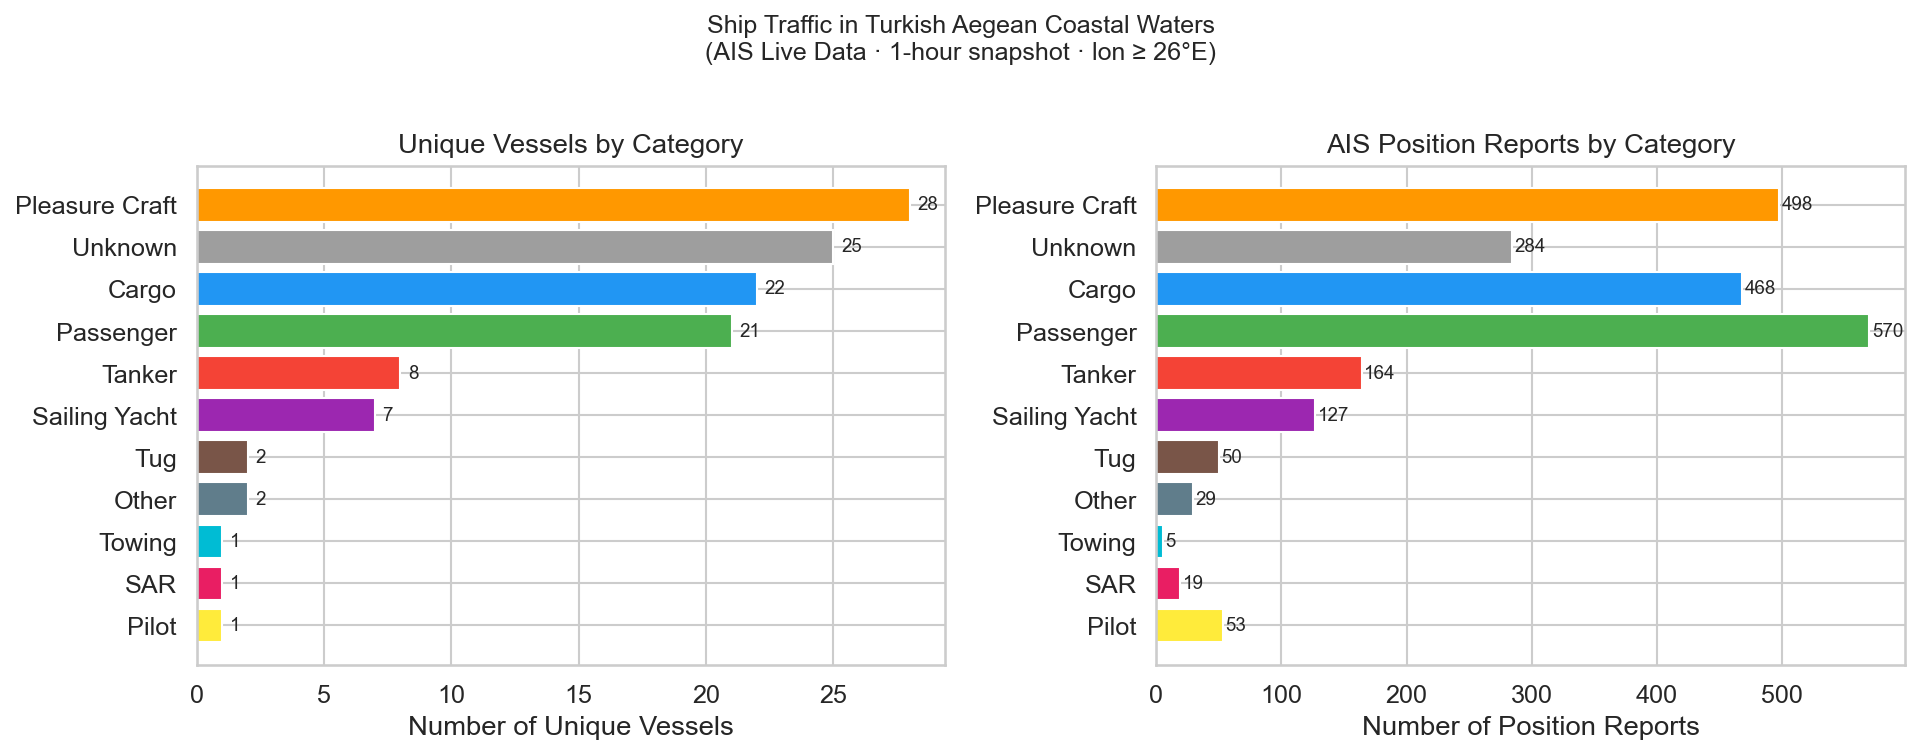 Ship Traffic in Turkish Aegean Coastal Waters
(AIS Live Data · 1-hour snapshot · lon ≥ 26°E)
Unique Vessels by Category
Pleasure Craft 28
Unknown 25
Cargo 22
Passenger 21
Tanker 8
Sailing Yacht 7
Tug 2
Other 2
Towing 1
SAR 1
Pilot 1
0 5 10 15 20 25
Number of Unique Vessels
AIS Position Reports by Category
Pleasure Craft 498
Unknown 284
Cargo 468
Passenger 570
Tanker 164
Sailing Yacht 127
Tug 50
Other 29
Towing 5
SAR 19
Pilot 53
0 100 200 300 400 500
Number of Position Reports